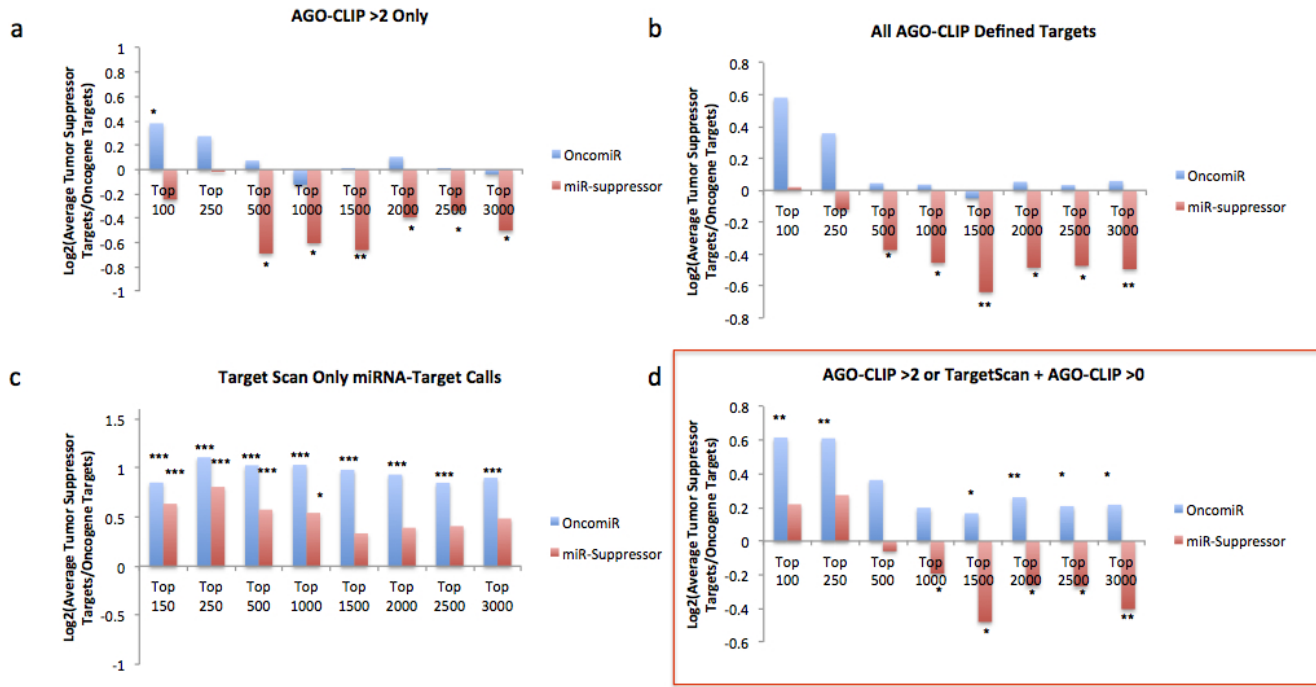 a
AGO-CLIP >2 Only
Log2(Average Tumor Suppressor
Targets/Oncogene Targets)
1
0.8
0.6
0.4
0.2
0
-0.2
-0.4
-0.6
-0.8
-1
*
Top Top Top Top Top Top Top Top
100 250 500 1000 1500 2000 2500 3000
* * ** * * *
OncomiR
miR-suppressor
b
All AGO-CLIP Defined Targets
Log2(Average Tumor Suppressor
Targets/Oncogene Targets)
0.8
0.6
0.4
0.2
0
-0.2
-0.4
-0.6
-0.8
Top Top Top Top Top Top Top Top
100 250 500 1000 1500 2000 2500 3000
* * ** * * **
OncomiR
miR-suppressor
c
Target Scan Only miRNA-Target Calls
Log2(Average Tumor Suppressor
Targets/Oncogene Targets)
1.5
1
0.5
0
-0.5
-1
*** *** *** *** *** *** *** ***
*** *** *** *
Top Top Top Top Top Top Top Top
150 250 500 1000 1500 2000 2500 3000
OncomiR
miR-Suppressor
d
AGO-CLIP >2 or TargetScan + AGO-CLIP >0
Log2(Average Tumor Suppressor
Targets/Oncogene Targets)
0.8
0.6
0.4
0.2
0
-0.2
-0.4
-0.6
** ** * ** * *
Top Top Top Top Top Top Top Top
100 250 500 1000 1500 2000 2500 3000
* * * * **
OncomiR
miR-Suppressor